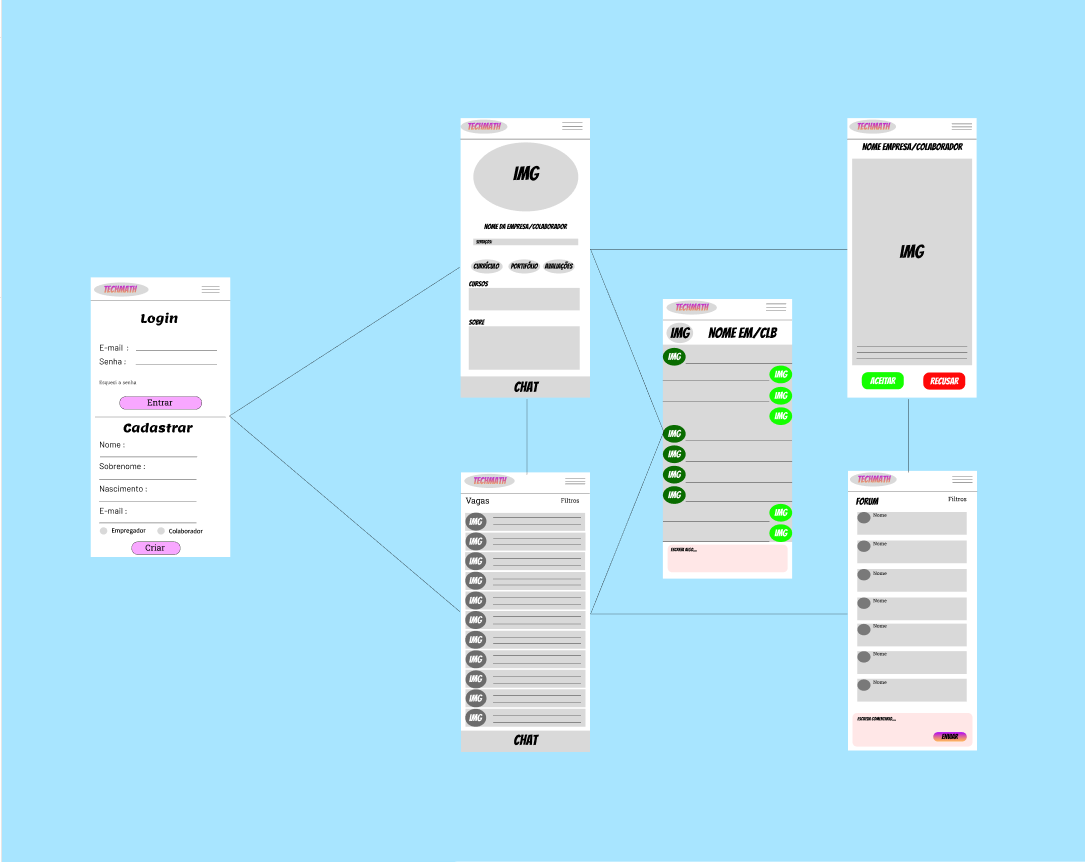 TECHMATH
Login
E-mail :
Senha :
Esqueci a senha
Entrar
Cadastrar
Nome :
Sobrenome :
Nascimento :
E-mail :
Empregador Colaborador
Criar
TECHMATH
IMG
NOME DA EMPRESA/COLABORADOR
SERVIÇOS:
CURRÍCULO PORTIFÓLIO AVALIAÇÕES
CURSOS
SOBRE
CHAT
TECHMATH
Vagas Filtros
IMG
IMG
IMG
IMG
IMG
IMG
IMG
IMG
IMG
IMG
IMG
CHAT
TECHMATH
IMG NOME EM/CLB
IMG
IMG
IMG
IMG
IMG
IMG
IMG
IMG
IMG
IMG
ESCREVA ALGO...
TECHMATH
NOME EMPRESA/COLABORADOR
IMG
ACEITAR RECUSAR
TECHMATH
FORUM Filtros
Nome
Nome
Nome
Nome
Nome
Nome
Nome
ESCREVA COMENTARIO...
ENVIAR